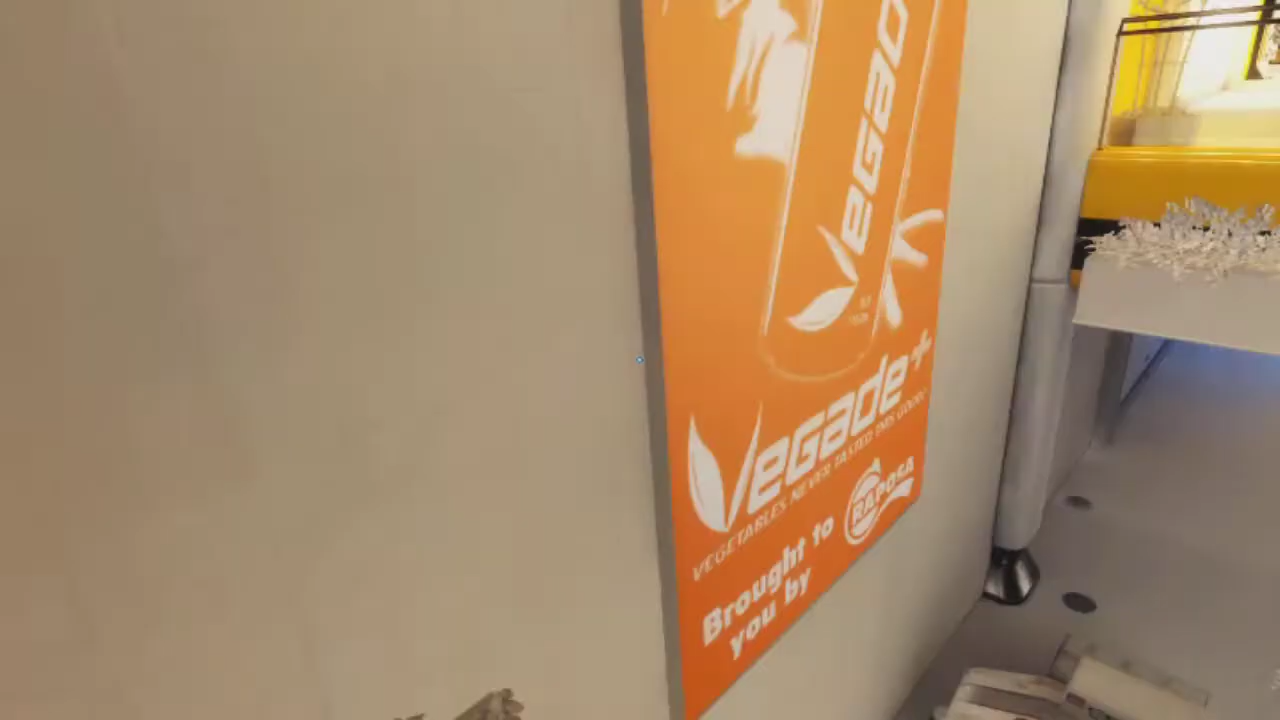 Vegade
Vegade+
VEGETABLES NEVER TASTED THIS GOOD!
Brought to
you by
RAPOSA